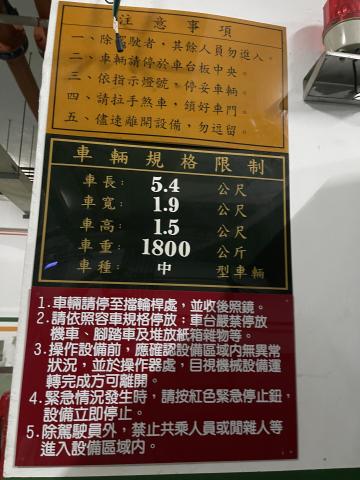 注意事項
一、除駕駛者，其餘人員勿進入。
二、車輛請停於車台板中央。
三、依指示燈號，停妥車輛。
四、請拉手煞車，鎖好車門。
五、儘速離開設備，勿逗留。
車輛規格限制
車長： 5.4 公尺
車寬： 1.9 公尺
車高： 1.5 公尺
車重： 1800 公斤
車種： 中 型車輛
1.車輛請停至擋輪桿處，並收後照鏡。
2.請依照容車規格停放：車台嚴禁停放
機車、腳踏車及堆放紙箱雜物等。
3.操作設備前，應確認設備區域内無異常
狀況，並於操作器處，目視機械設備運
轉完成方可離開。
4.緊急情況發生時，請按紅色緊急停止鈕，
設備立即停止。
5.除駕駛員外，禁止共乘人員或閒雜人等
進入設備區域内。